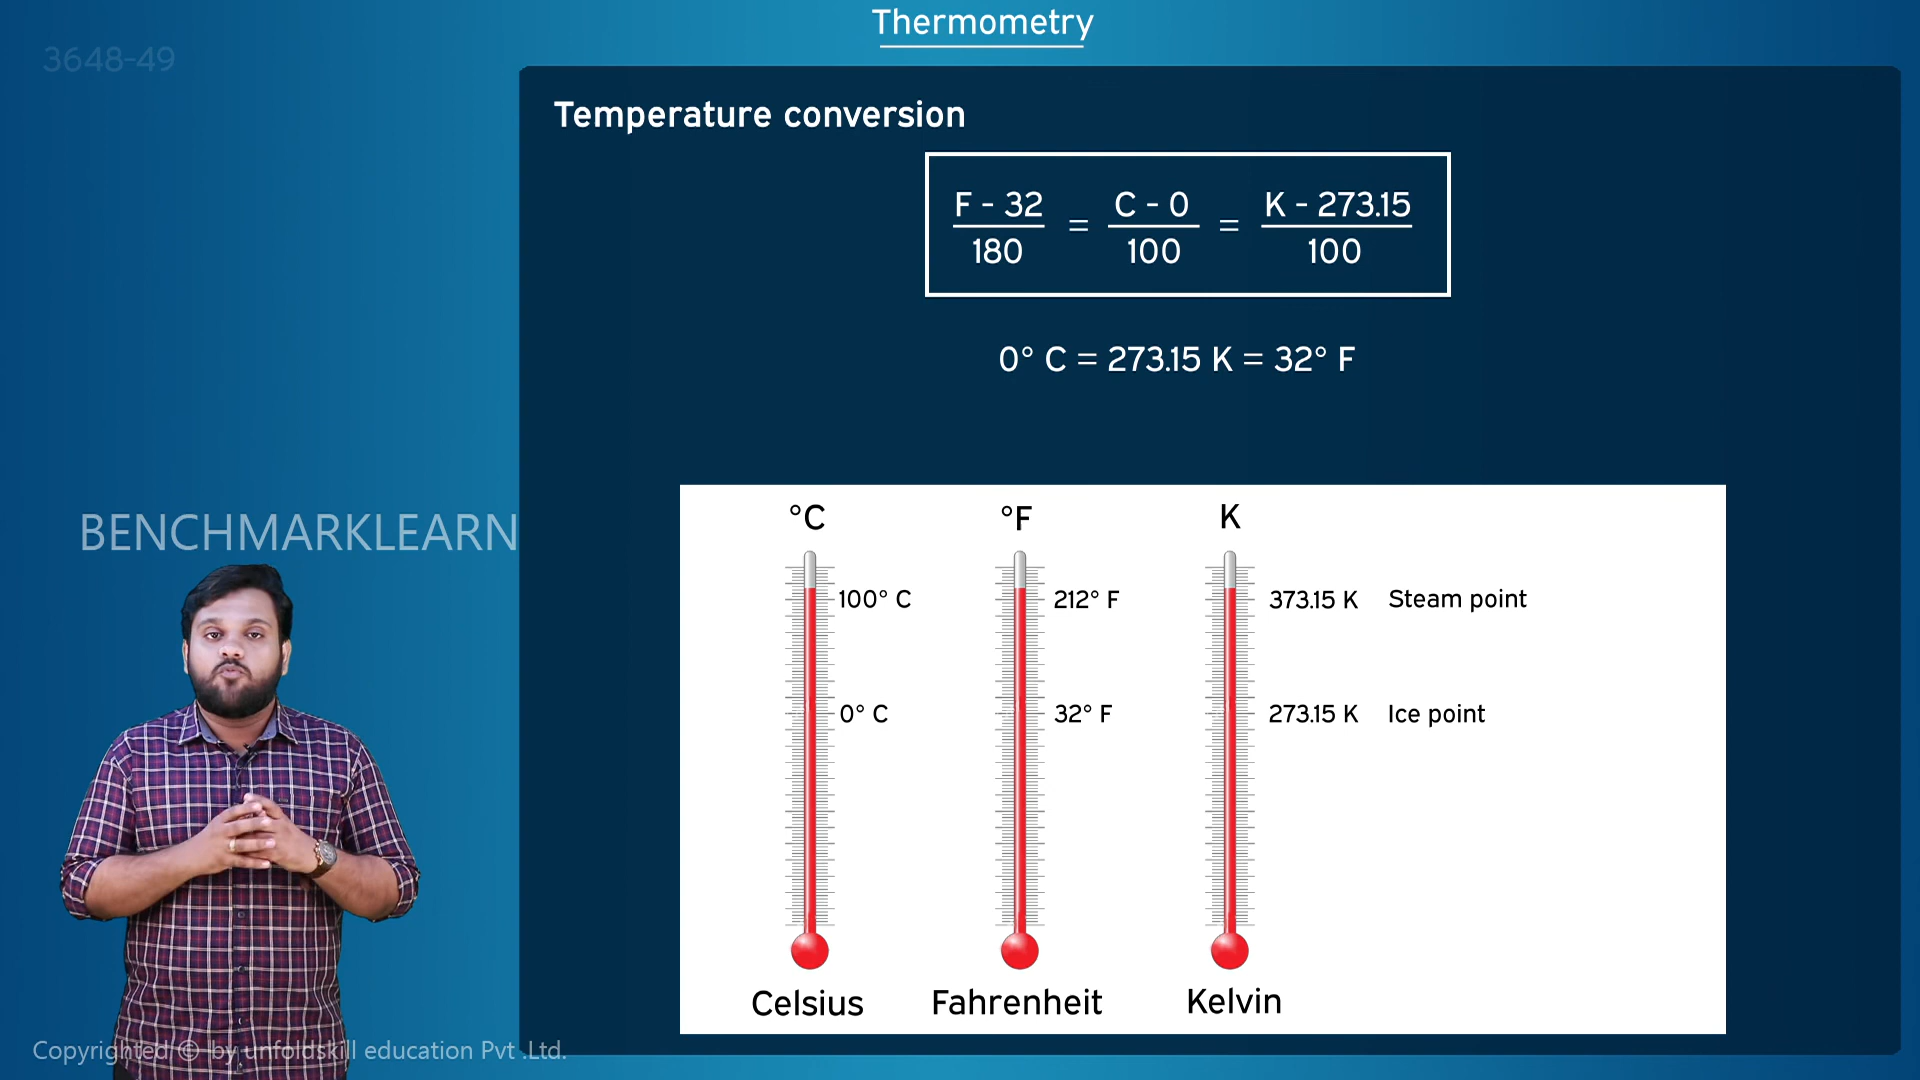 Thermometry
3648-49
Temperature conversion
F - 32 / 180 = C - 0 / 100 = K - 273.15 / 100
0° C = 273.15 K = 32° F
BENCHMARKLEARN
°C °F K
100° C 212° F 373.15 K Steam point
0° C 32° F 273.15 K Ice point
Celsius Fahrenheit Kelvin
Copyrighted © by unfoldskill education Pvt .Ltd.